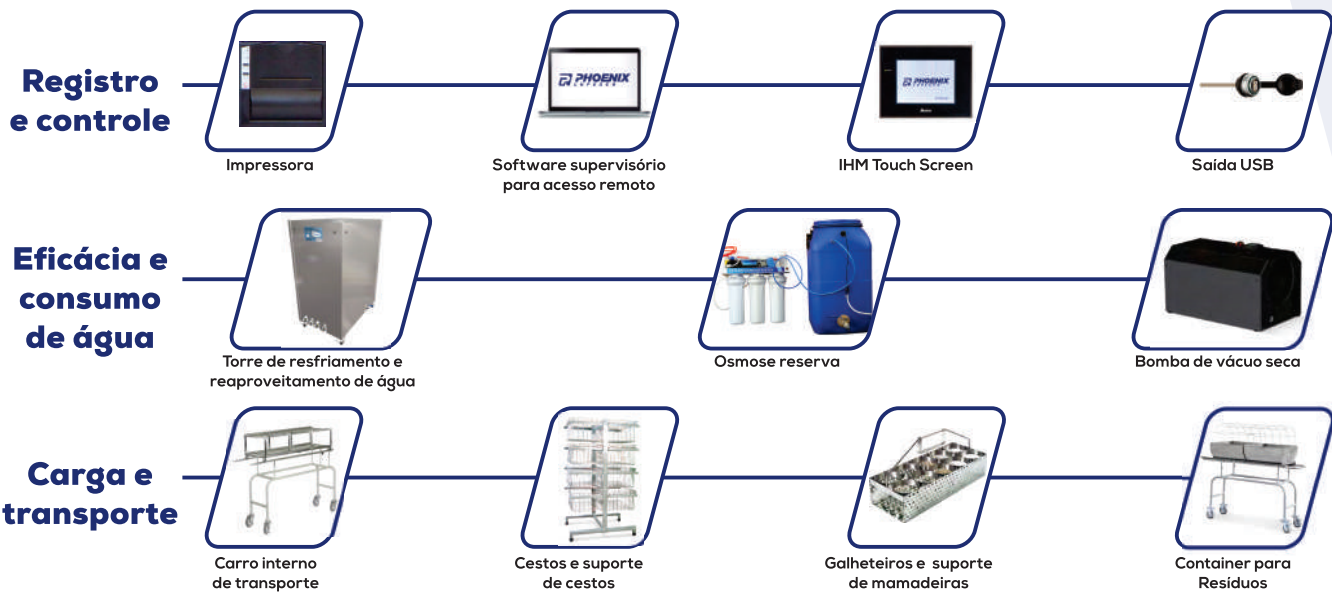 Registro
e controle
PHOENIX
PHOENIX
Impressora
Software supervisório
para acesso remoto
IHM Touch Screen
Saída USB
Eficácia e
consumo
de água
Torre de resfriamento e
reaproveitamento de água
Osmose reserva
Bomba de vácuo seca
Carga e
transporte
Carro interno
de transporte
Cestos e suporte
de cestos
Galheteiros e suporte
de mamadeiras
Container para
Resíduos